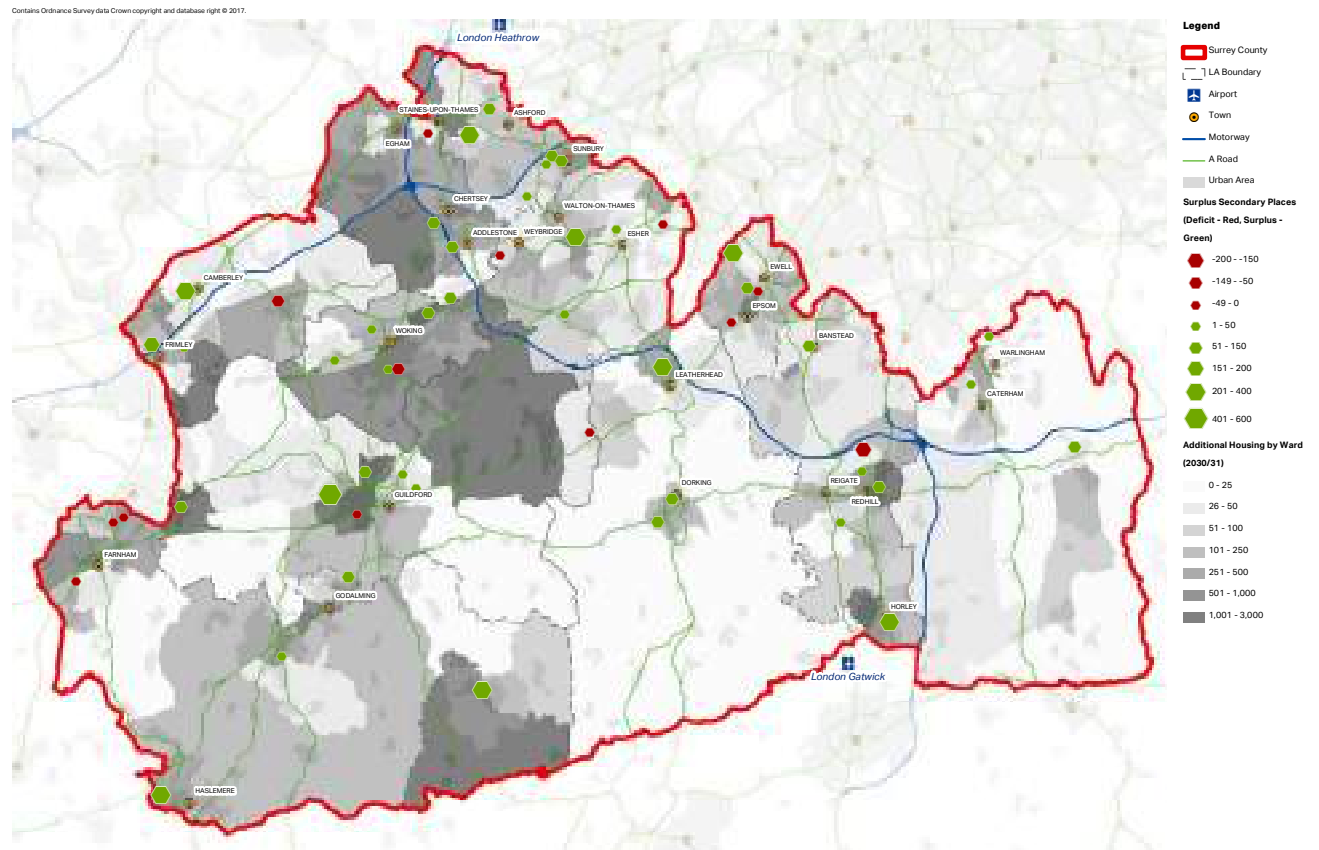 Contains Ordnance Survey data Crown copyright and database right © 2017.
London Heathrow
STAINES-UPON-THAMES
ASHFORD
EGHAM
SUNBURY
CHERTSEY
WALTON-ON-THAMES
ADDLESTONE
WEYBRIDGE
ESHER
EWELL
CAMBERLEY
EPSOM
FRIMLEY
WOKING
BANSTEAD
WARLINGHAM
LEATHERHEAD
CATERHAM
DORKING
REIGATE
GUILDFORD
REDHILL
FARNHAM
GODALMING
HORLEY
London Gatwick
HASLEMERE
Legend
Surrey County
LA Boundary
Airport
Town
Motorway
A Road
Urban Area
Surplus Secondary Places
(Deficit - Red, Surplus -
Green)
-200 - -150
-149 - -50
-49 - 0
1 - 50
51 - 150
151 - 200
201 - 400
401 - 600
Additional Housing by Ward
(2030/31)
0 - 25
26 - 50
51 - 100
101 - 250
251 - 500
501 - 1,000
1,001 - 3,000